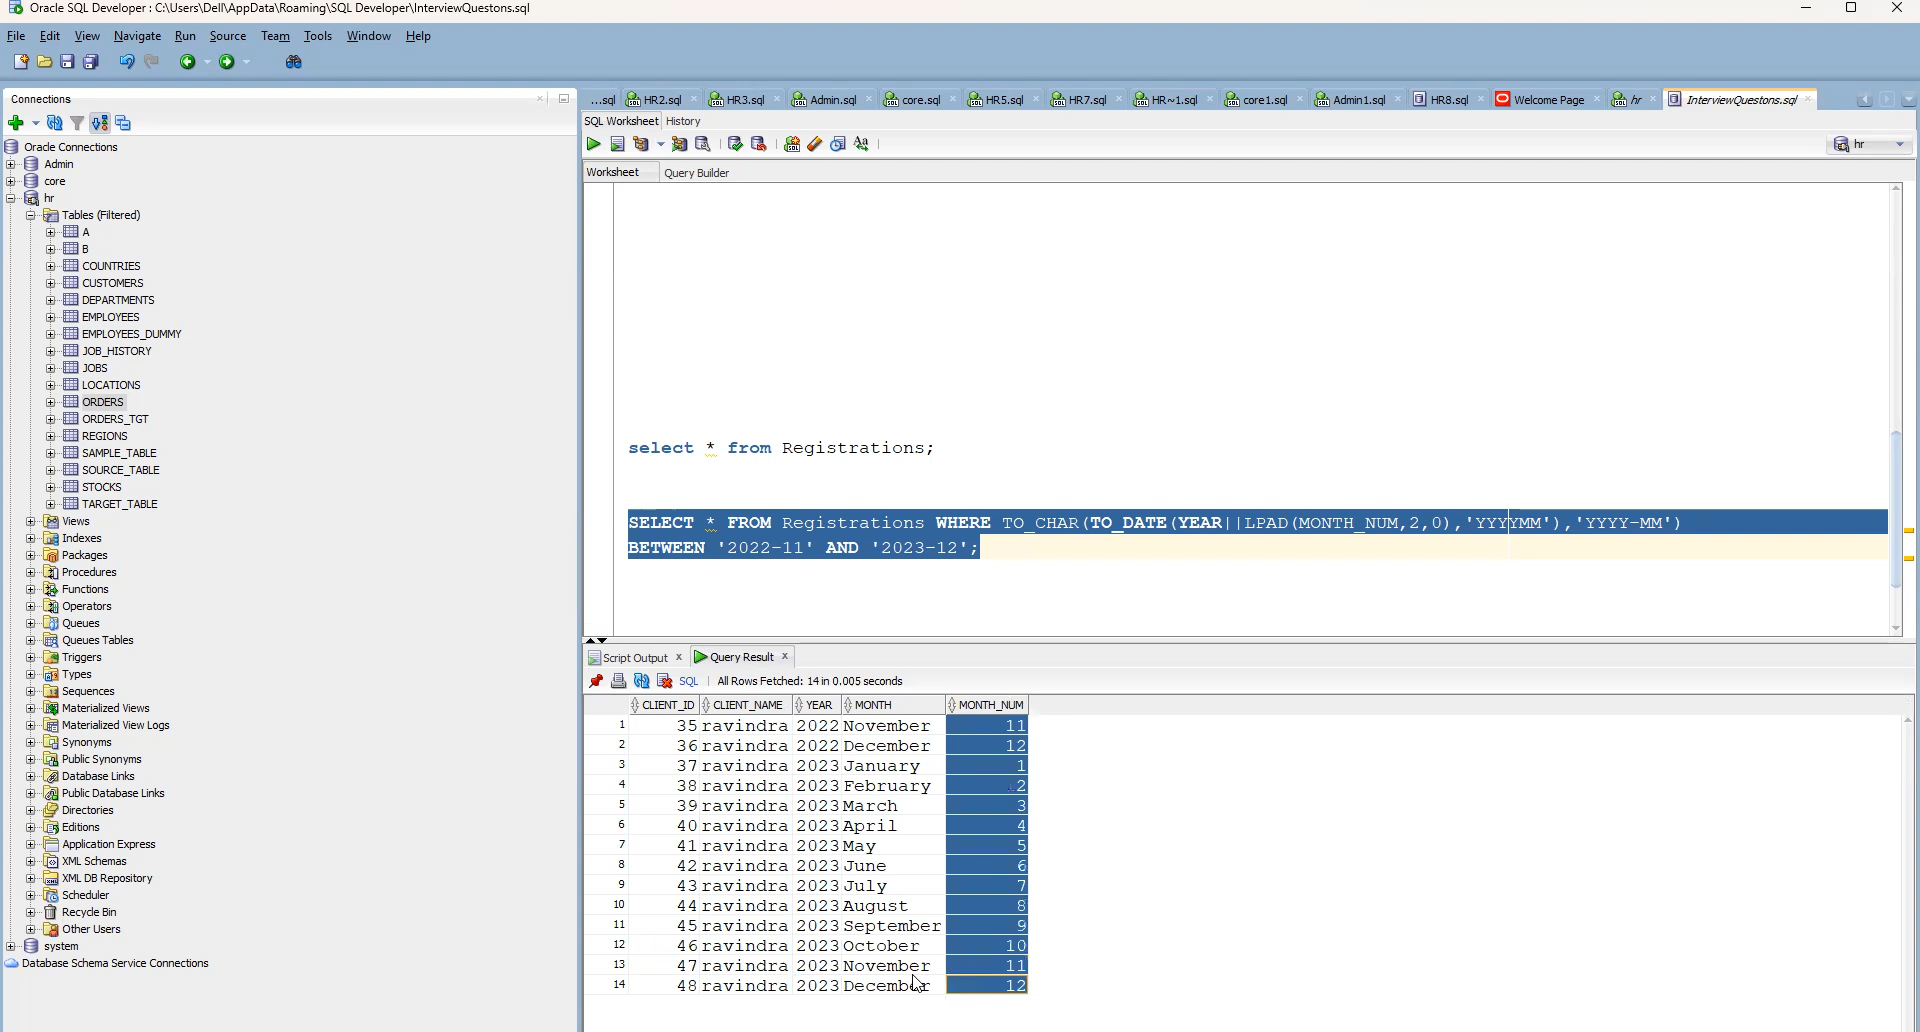 Oracle SQL Developer : C:\Users\Dell\AppData\Roaming\SQL Developer\InterviewQuestons.sql
File Edit View Navigate Run Source Team Tools Window Help
Connections
Oracle Connections
Admin
core
hr
Tables (Filtered)
A
B
COUNTRIES
CUSTOMERS
DEPARTMENTS
EMPLOYEES
EMPLOYEES_DUMMY
JOB_HISTORY
JOBS
LOCATIONS
ORDERS
ORDERS_TGT
REGIONS
SAMPLE_TABLE
SOURCE_TABLE
STOCKS
TARGET_TABLE
Views
Indexes
Packages
Procedures
Functions
Operators
Queues
Queues Tables
Triggers
Types
Sequences
Materialized Views
Materialized View Logs
Synonyms
Public Synonyms
Database Links
Public Database Links
Directories
Editions
Application Express
XML Schemas
XML DB Repository
Scheduler
Recycle Bin
Other Users
system
Database Schema Service Connections
...sql HR2.sql HR3.sql Admin.sql core.sql HR5.sql HR7.sql HR~1.sql core1.sql Admin1.sql HR8.sql Welcome Page hr InterviewQuestons.sql
SQL Worksheet History
Aa
hr
Worksheet Query Builder
select * from Registrations;
SELECT * FROM Registrations WHERE TO_CHAR(TO_DATE(YEAR||LPAD(MONTH_NUM,2,0),'YYYYMM'),'YYYY-MM')
BETWEEN '2022-11' AND '2023-12';
Script Output Query Result
SQL All Rows Fetched: 14 in 0.005 seconds
CLIENT_ID CLIENT_NAME YEAR MONTH MONTH_NUM
1 35 ravindra 2022 November 11
2 36 ravindra 2022 December 12
3 37 ravindra 2023 January 1
4 38 ravindra 2023 February 2
5 39 ravindra 2023 March 3
6 40 ravindra 2023 April 4
7 41 ravindra 2023 May 5
8 42 ravindra 2023 June 6
9 43 ravindra 2023 July 7
10 44 ravindra 2023 August 8
11 45 ravindra 2023 September 9
12 46 ravindra 2023 October 10
13 47 ravindra 2023 November 11
14 48 ravindra 2023 December 12